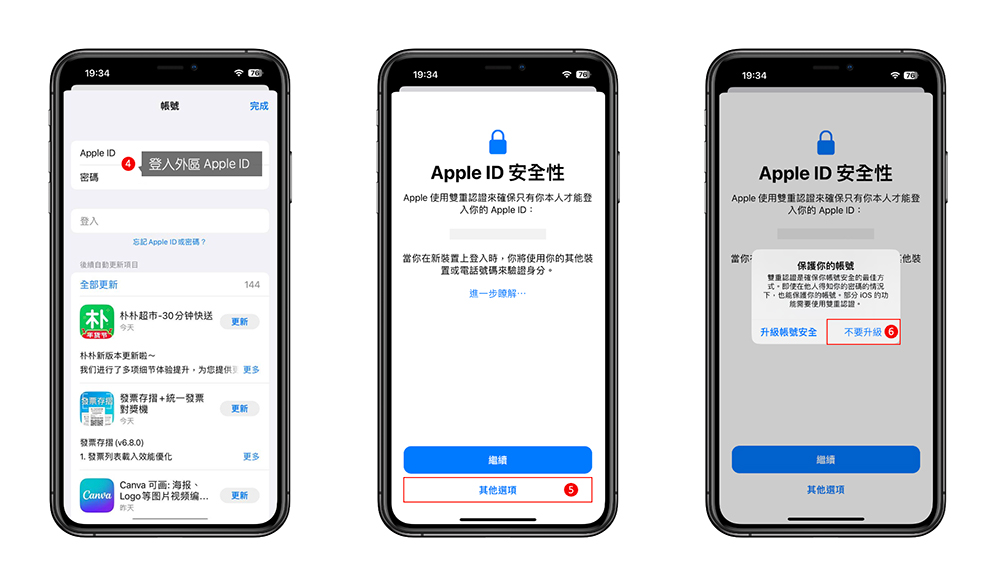 19:34
76
帳號
完成
Apple ID
4
登入外區 Apple ID
密碼
登入
忘記 Apple ID 或密碼？
後續自動更新項目
全部更新
144
朴
年货节
朴朴超市-30分钟快送
今天
更新
朴朴新版本更新啦～
我们进行了多项细节体验提升，为您提供
更多
發票存摺
發票存摺+統一發票
對獎機
今天
更新
發票存摺 (v6.8.0)
1. 發票列表載入效能優化
更多
Canva
Canva 可画: 海报、
Logo等图片视频编...
昨天
更新
19:34
76
Apple ID 安全性
Apple 使用雙重認證來確保只有你本人才能登
入你的 Apple ID：
當你在新裝置上登入時，你將使用你的其他裝
置或電話號碼來驗證身分。
進一步瞭解…
繼續
其他選項
5
19:34
76
Apple ID 安全性
Apple 使用雙重認證來確保只有你本人才能登
入你的 Apple ID：
當你
其他裝
保護你的帳號
雙重認證是確保你帳號安全的最佳方
式。即使在他人得知你的密碼的情況
下，也能保護你的帳號。部分 iOS 的功
能需要使用雙重認證。
升級帳號安全
不要升級
6
繼續
其他選項